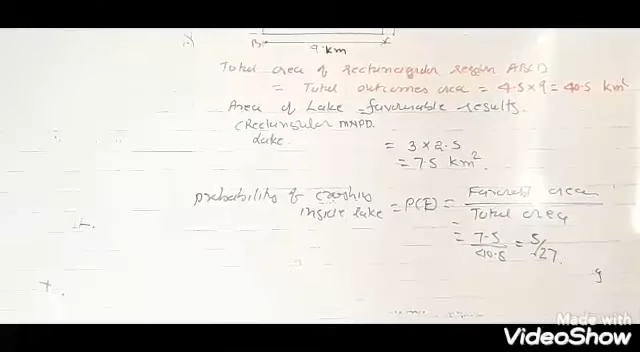 B
9 km
Total area of rectangular region ABCD
= Total outcomes area = 4.5 × 9 = 40.5 km²
Area of Lake = favourable results.
(Rectangular
Lake.
= 3 × 2.5
= 7.5 km²
probability of crashing
inside lake = P(E) = Favrest area / Total area
= 7.5 / 40.5 = 5/27.
Made with
VideoShow